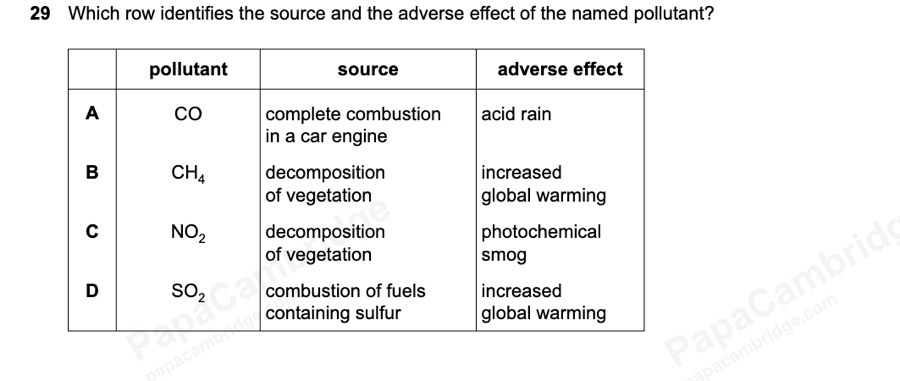 29 Which row identifies the source and the adverse effect of the named pollutant?
pollutant source adverse effect
A CO complete combustion in a car engine acid rain
B CH₄ decomposition of vegetation increased global warming
C NO₂ decomposition of vegetation photochemical smog
D SO₂ combustion of fuels containing sulfur increased global warming
PapaCambridge
papacambridge
PapaCambridg
papacambridge.com